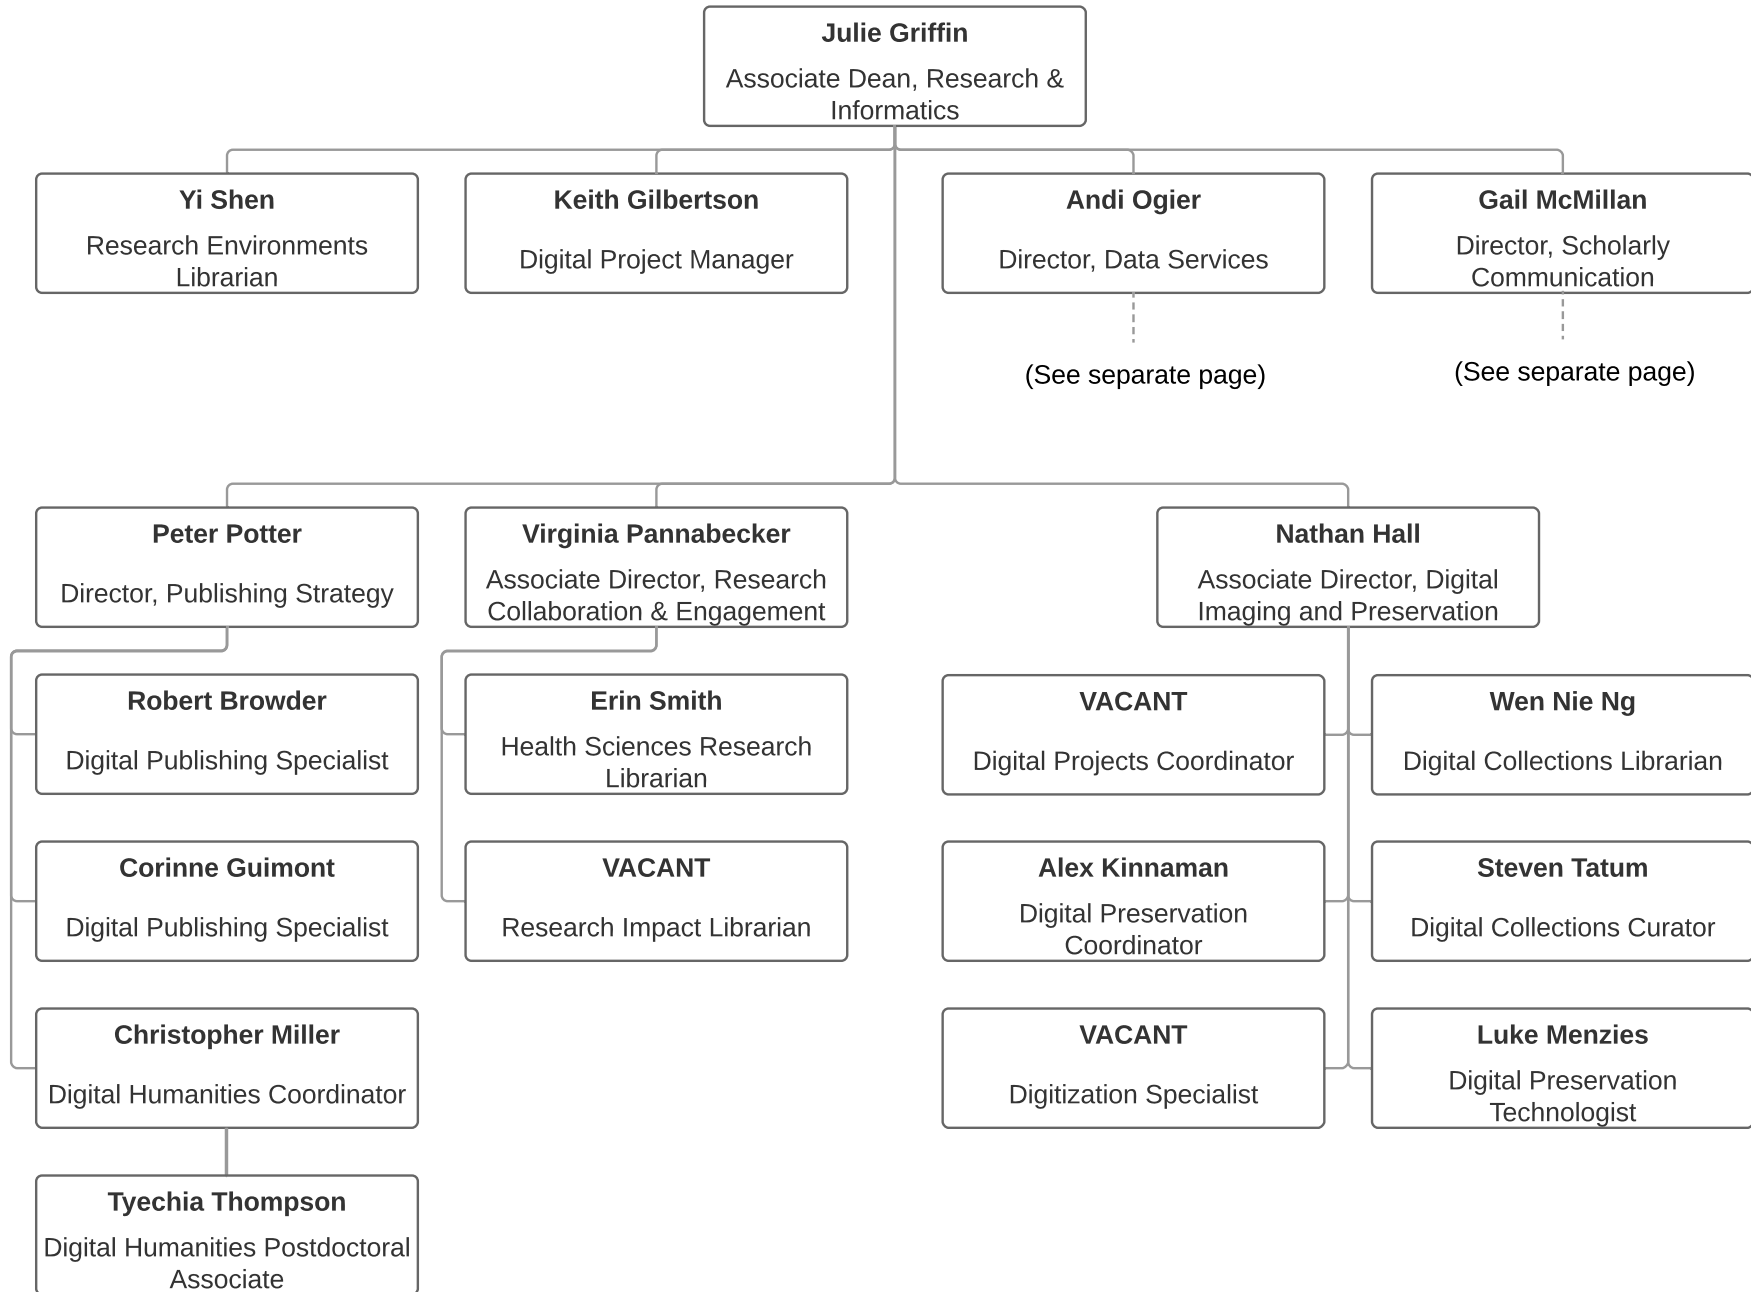 Julie Griffin
Associate Dean, Research &
Informatics
Yi Shen
Research Environments
Librarian
Keith Gilbertson
Digital Project Manager
Andi Ogier
Director, Data Services
Gail McMillan
Director, Scholarly
Communication
(See separate page)
(See separate page)
Peter Potter
Director, Publishing Strategy
Virginia Pannabecker
Associate Director, Research
Collaboration & Engagement
Nathan Hall
Associate Director, Digital
Imaging and Preservation
Robert Browder
Digital Publishing Specialist
Erin Smith
Health Sciences Research
Librarian
VACANT
Digital Projects Coordinator
Wen Nie Ng
Digital Collections Librarian
Corinne Guimont
Digital Publishing Specialist
VACANT
Research Impact Librarian
Alex Kinnaman
Digital Preservation
Coordinator
Steven Tatum
Digital Collections Curator
Christopher Miller
Digital Humanities Coordinator
VACANT
Digitization Specialist
Luke Menzies
Digital Preservation
Technologist
Tyechia Thompson
Digital Humanities Postdoctoral
Associate